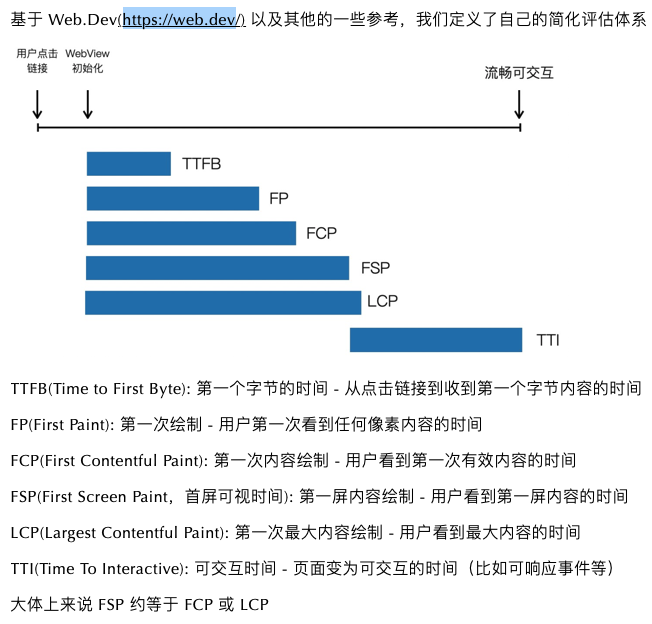 基于 Web.Dev(https://web.dev/) 以及其他的一些参考，我们定义了自己的简化评估体系
用户点击 WebView
链接 初始化
流畅可交互
TTFB
FP
FCP
FSP
LCP
TTI
TTFB(Time to First Byte): 第一个字节的时间 - 从点击链接到收到第一个字节内容的时间
FP(First Paint): 第一次绘制 - 用户第一次看到任何像素内容的时间
FCP(First Contentful Paint): 第一次内容绘制 - 用户看到第一次有效内容的时间
FSP(First Screen Paint，首屏可视时间): 第一屏内容绘制 - 用户看到第一屏内容的时间
LCP(Largest Contentful Paint): 第一次最大内容绘制 - 用户看到最大内容的时间
TTI(Time To Interactive): 可交互时间 - 页面变为可交互的时间（比如可响应事件等）
大体上来说 FSP 约等于 FCP 或 LCP